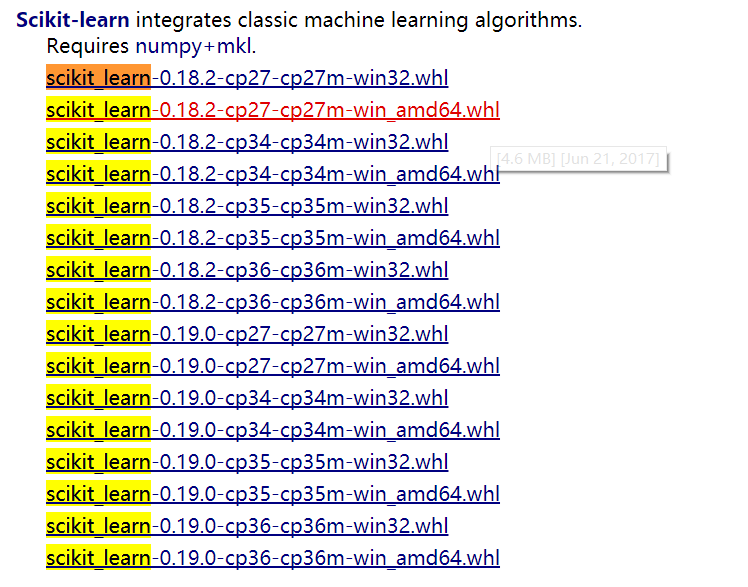 Scikit-learn integrates classic machine learning algorithms.
Requires numpy+mkl.
scikit_learn-0.18.2-cp27-cp27m-win32.whl
scikit_learn-0.18.2-cp27-cp27m-win_amd64.whl
scikit_learn-0.18.2-cp34-cp34m-win32.whl
[4.6 MB] [Jun 21, 2017]
scikit_learn-0.18.2-cp34-cp34m-win_amd64.whl
scikit_learn-0.18.2-cp35-cp35m-win32.whl
scikit_learn-0.18.2-cp35-cp35m-win_amd64.whl
scikit_learn-0.18.2-cp36-cp36m-win32.whl
scikit_learn-0.18.2-cp36-cp36m-win_amd64.whl
scikit_learn-0.19.0-cp27-cp27m-win32.whl
scikit_learn-0.19.0-cp27-cp27m-win_amd64.whl
scikit_learn-0.19.0-cp34-cp34m-win32.whl
scikit_learn-0.19.0-cp34-cp34m-win_amd64.whl
scikit_learn-0.19.0-cp35-cp35m-win32.whl
scikit_learn-0.19.0-cp35-cp35m-win_amd64.whl
scikit_learn-0.19.0-cp36-cp36m-win32.whl
scikit_learn-0.19.0-cp36-cp36m-win_amd64.whl